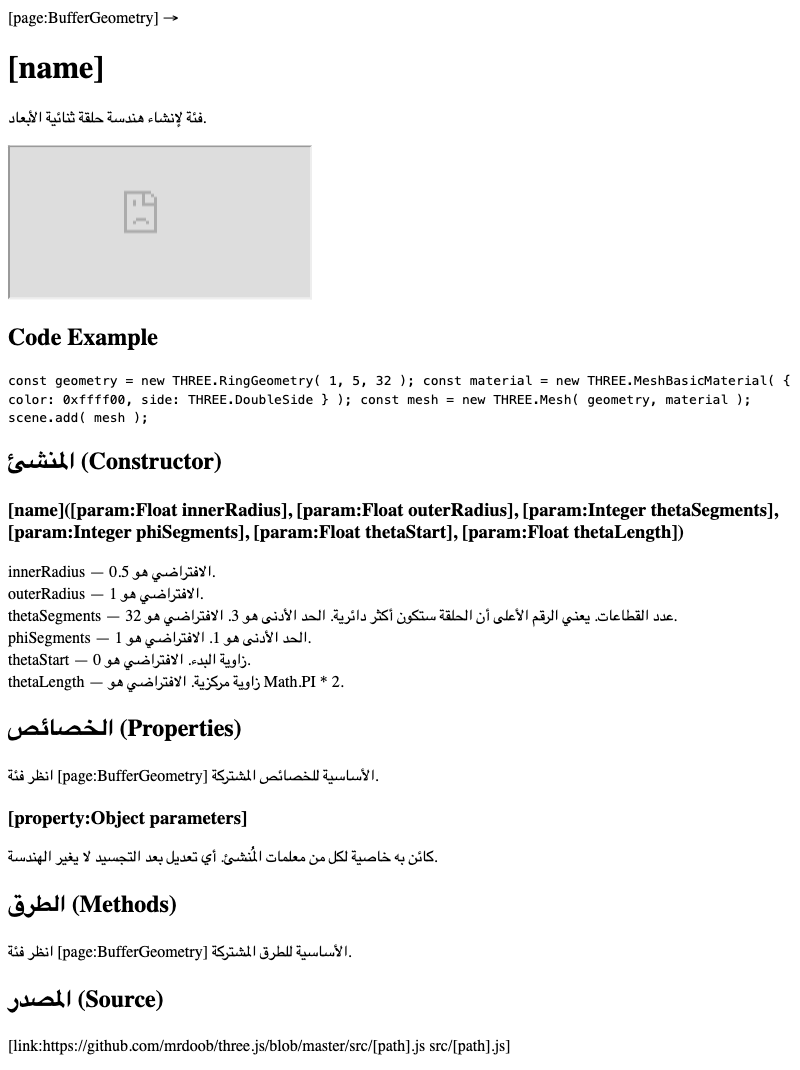 [page:BufferGeometry] →
[name]
فئة لإنشاء هندسة حلقة ثنائية الأبعاد.
Code Example
const geometry = new THREE.RingGeometry( 1, 5, 32 ); const material = new THREE.MeshBasicMaterial( {
color: 0xffff00, side: THREE.DoubleSide } ); const mesh = new THREE.Mesh( geometry, material );
scene.add( mesh );
المنشئ (Constructor)
[name]([param:Float innerRadius], [param:Float outerRadius], [param:Integer thetaSegments],
[param:Integer phiSegments], [param:Float thetaStart], [param:Float thetaLength])
innerRadius — الافتراضي هو 0.5.
outerRadius — الافتراضي هو 1.
thetaSegments — عدد القطاعات. يعني الرقم الأعلى أن الحلقة ستكون أكثر دائرية. الحد الأدنى هو 3. الافتراضي هو 32.
phiSegments — الحد الأدنى هو 1. الافتراضي هو 1.
thetaStart — زاوية البدء. الافتراضي هو 0.
thetaLength — زاوية مركزية. الافتراضي هو Math.PI * 2.
الخصائص (Properties)
انظر فئة [page:BufferGeometry] الأساسية للخصائص المشتركة.
[property:Object parameters]
كائن به خاصية لكل من معلمات المُنشئ. أي تعديل بعد التجسيد لا يغير الهندسة.
الطرق (Methods)
انظر فئة [page:BufferGeometry] الأساسية للطرق المشتركة.
المصدر (Source)
[link:https://github.com/mrdoob/three.js/blob/master/src/[path].js src/[path].js]